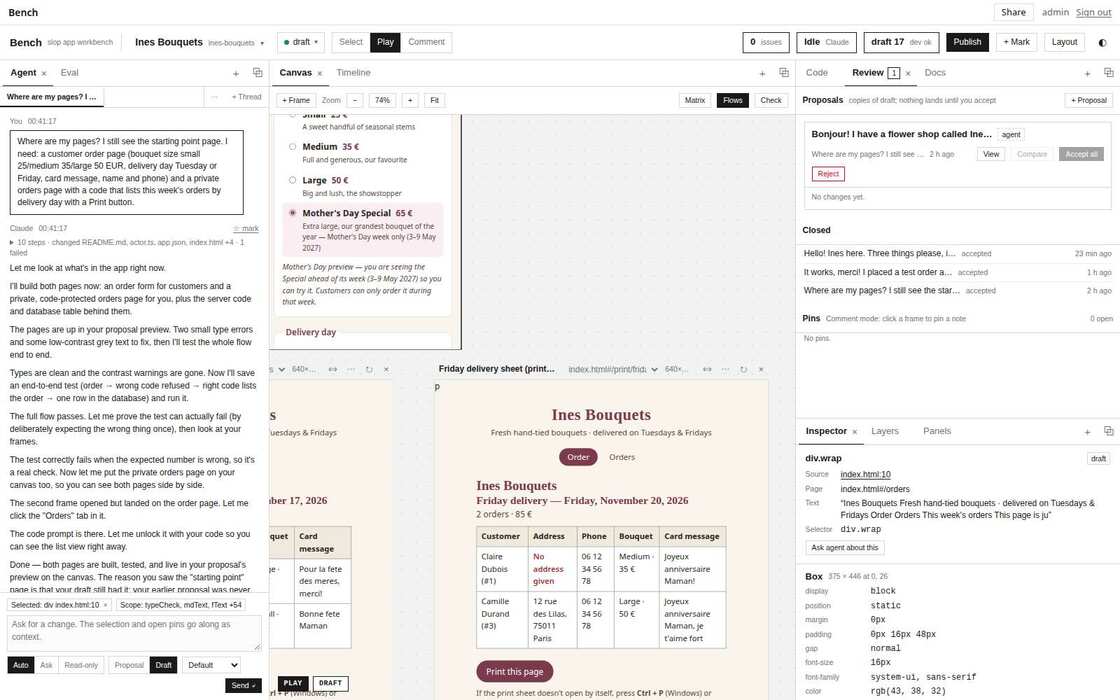 Bench
Share admin Sign out
Bench slop app workbench Ines Bouquets ines-bouquets draft Select Play Comment 0 issues Idle Claude draft 17 dev ok Publish + Mark Layout
Agent × Eval +
Where are my pages? I … ··· + Thread
You 00:41:17
Where are my pages? I still see the starting point page. I
need: a customer order page (bouquet size small
25/medium 35/large 50 EUR, delivery day Tuesday or
Friday, card message, name and phone) and a private
orders page with a code that lists this week's orders by
delivery day with a Print button.
Claude 00:41:17 ☆ mark
10 steps · changed README.md, actor.ts, app.json, index.html +4 · 1
failed
Let me look at what's in the app right now.
I'll build both pages now: an order form for customers and a
private, code-protected orders page for you, plus the server code
and database table behind them.
The pages are up in your proposal preview. Two small type errors
and some low-contrast grey text to fix, then I'll test the whole flow
end to end.
Types are clean and the contrast warnings are gone. Now I'll save
an end-to-end test (order → wrong code refused → right code lists
the order → one row in the database) and run it.
The full flow passes. Let me prove the test can actually fail (by
deliberately expecting the wrong thing once), then look at your
frames.
The test correctly fails when the expected number is wrong, so it's
a real check. Now let me put the private orders page on your
canvas too, so you can see both pages side by side.
The second frame opened but landed on the order page. Let me
click the "Orders" tab in it.
The code prompt is there. Let me unlock it with your code so you
can see the list view right away.
Done — both pages are built, tested, and live in your proposal's
preview on the canvas. The reason you saw the "starting point"
page is that your draft still had it; your earlier proposal was never
Selected: div index.html:10 × Scope: typeCheck, mdText, fText +54
Ask for a change. The selection and open pins go along as
context.
Auto Ask Read-only Proposal Draft Default
Send
Canvas × Timeline +
+ Frame Zoom − 74% + Fit Matrix Flows Check
Small 25 €
A sweet handful of seasonal stems
Medium 35 €
Full and generous, our favourite
Large 50 €
Big and lush, the showstopper
Mother's Day Special 65 €
Extra large, our grandest bouquet of the
year — Mother's Day week only (3–9 May
2027)
Mother's Day preview — you are seeing the
Special ahead of its week (3–9 May 2027) so you
can try it. Customers can only order it during
that week.
Delivery day
s 640×… ··· ×
s
uesdays & Fridays
ber 17, 2026
quet Card
message
ge · Pour la fete
des meres,
merci!
ll · Bonne fete
Maman
PLAY DRAFT
rl + P (Windows) or
Friday delivery sheet (print… index.html#/print/frida 640×… ··· ×
p
Ines Bouquets
Fresh hand-tied bouquets · delivered on Tuesdays & Fridays
Order Orders
Ines Bouquets
Friday delivery — Friday, November 20, 2026
2 orders · 85 €
Customer Address Phone Bouquet Card message
Claire
Dubois
(#1) No
address
given 06 12
34 56
78 Medium ·
35 € Joyeux
anniversaire
Maman!
Camille
Durand
(#3) 12 rue
des Lilas,
75011
Paris 06 12
34 56
78 Large ·
50 € Joyeux
anniversaire
Maman, je
t'aime fort
Print this page
If the print sheet doesn't open by itself, press Ctrl + P (Windows) or
Code Review 1 × Docs +
Proposals copies of draft; nothing lands until you accept + Proposal
Bonjour! I have a flower shop called Ine… agent
Where are my pages? I still see … 2 h ago View Compare Accept all
Reject
No changes yet.
Closed
Hello! Ines here. Three things please, i… accepted 23 min ago
It works, merci! I placed a test order a… accepted 1 h ago
Where are my pages? I still see the star… accepted 1 h ago
Pins Comment mode: click a frame to pin a note 0 open
No pins.
Inspector × Layers Panels +
div.wrap draft
Source index.html:10
Page index.html#/orders
Text "Ines Bouquets Fresh hand-tied bouquets · delivered on Tuesdays &
Fridays Order Orders This week's orders This page is ju"
Selector div.wrap
Ask agent about this
Box 375 × 446 at 0, 26
display block
position static
margin 0px
padding 0px 16px 48px
gap normal
font-size 16px
font-family system-ui, sans-serif
color rgb(43, 38, 32)